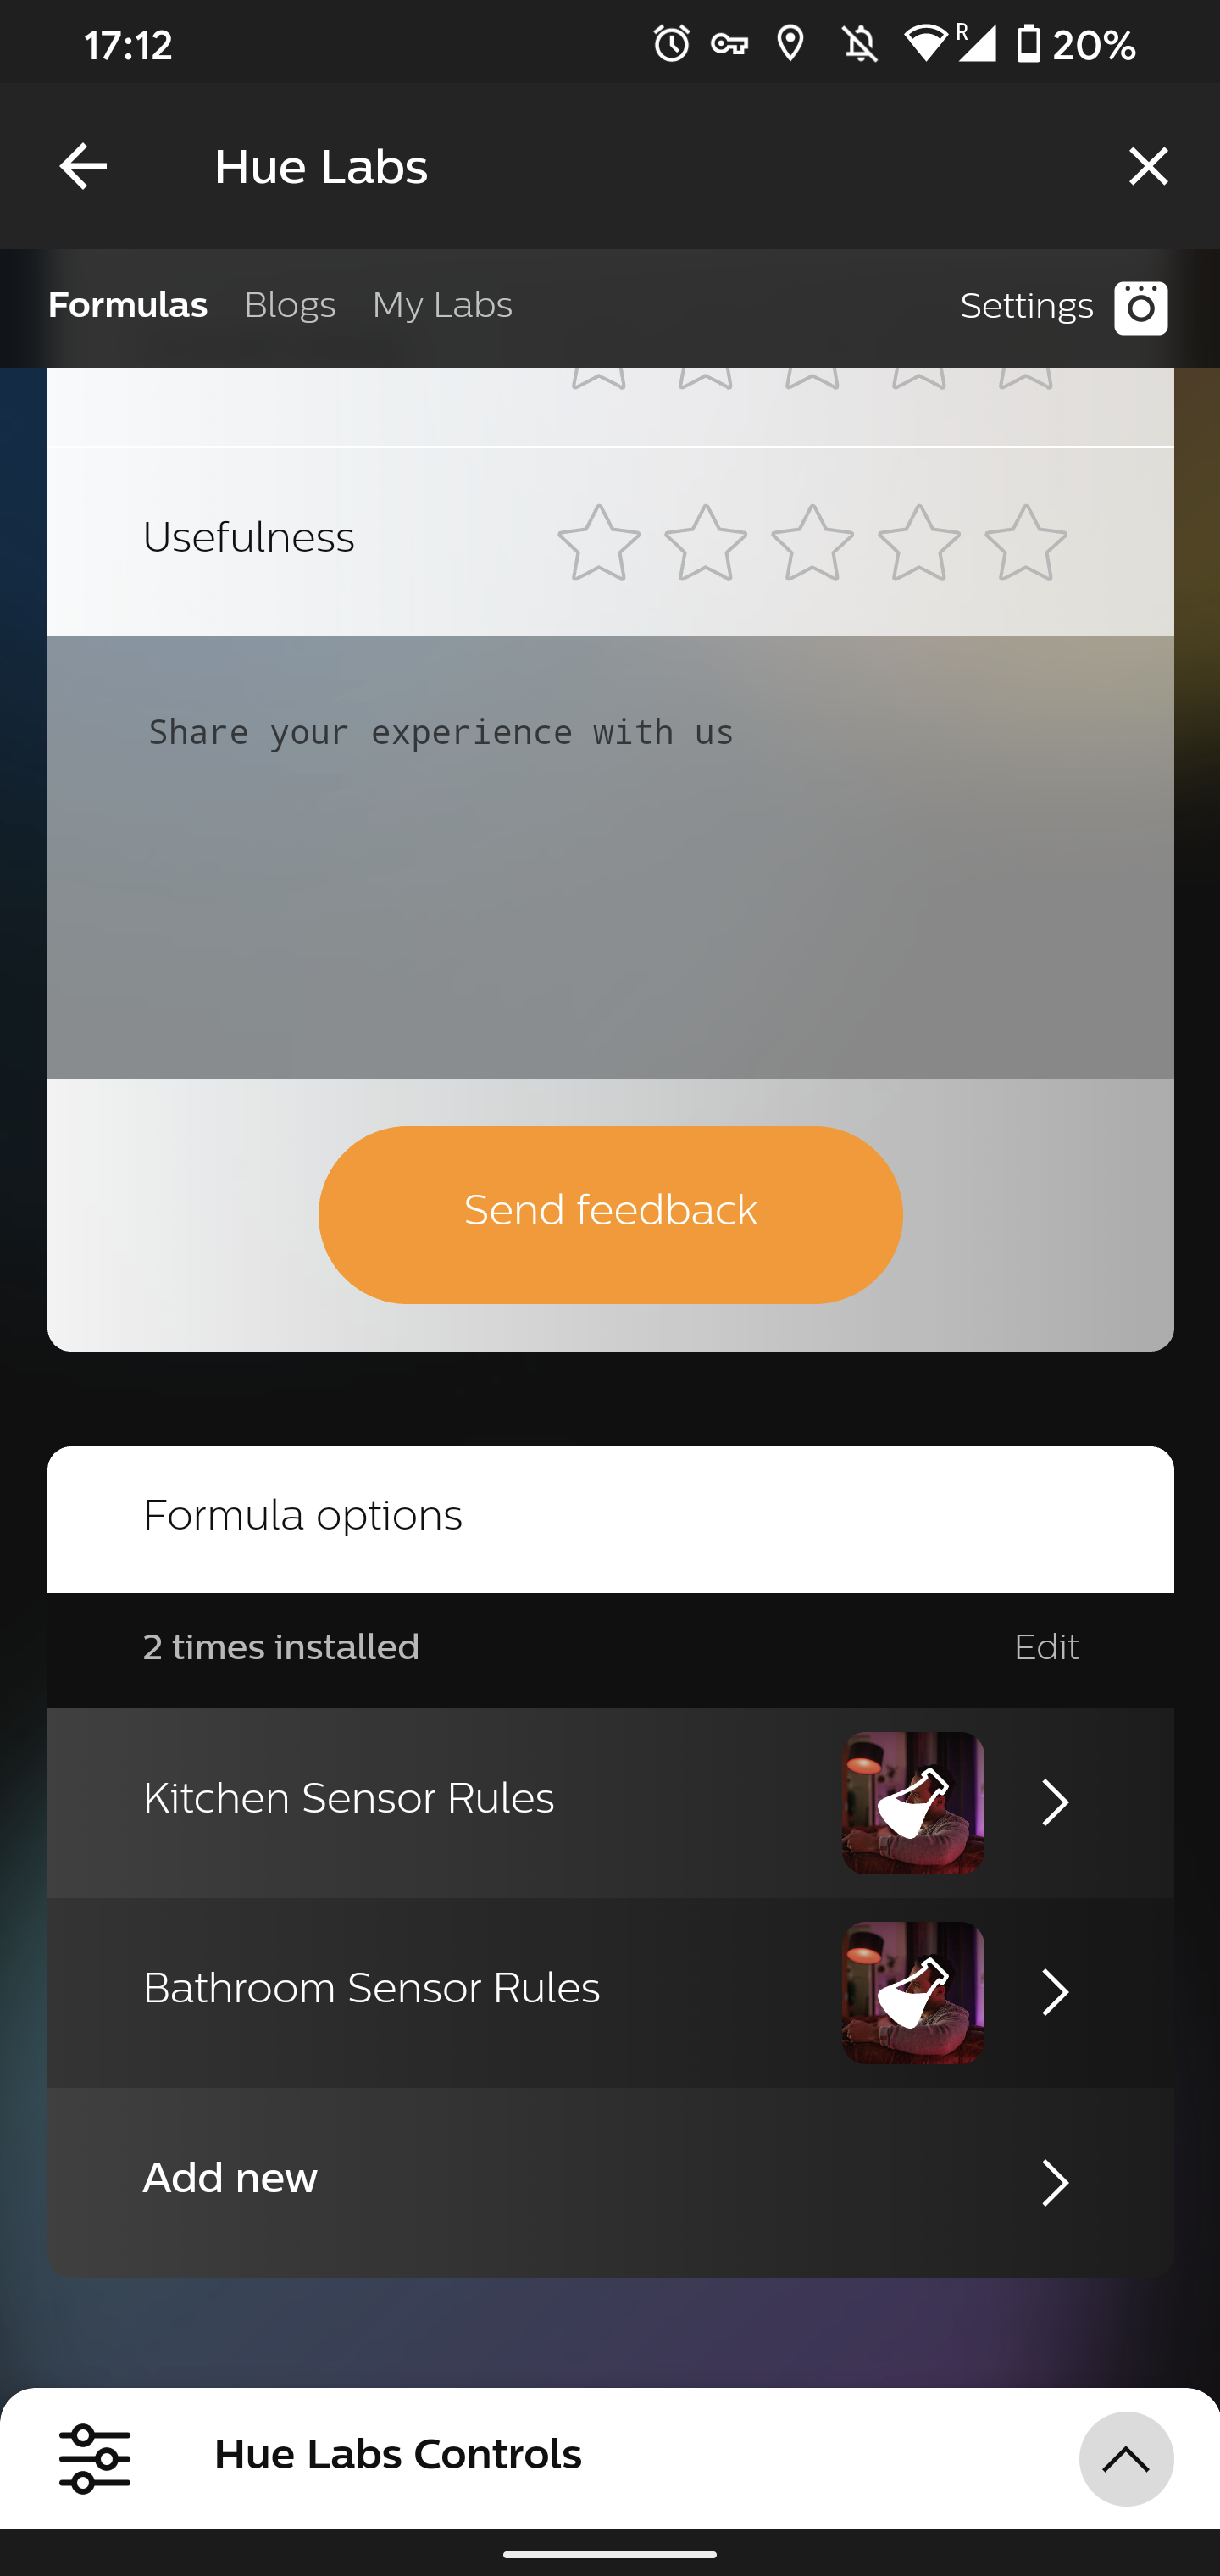 17:12
R
20%
Hue Labs
Formulas Blogs My Labs Settings
Usefulness
Share your experience with us
Send feedback
Formula options
2 times installed Edit
Kitchen Sensor Rules
Bathroom Sensor Rules
Add new
Hue Labs Controls